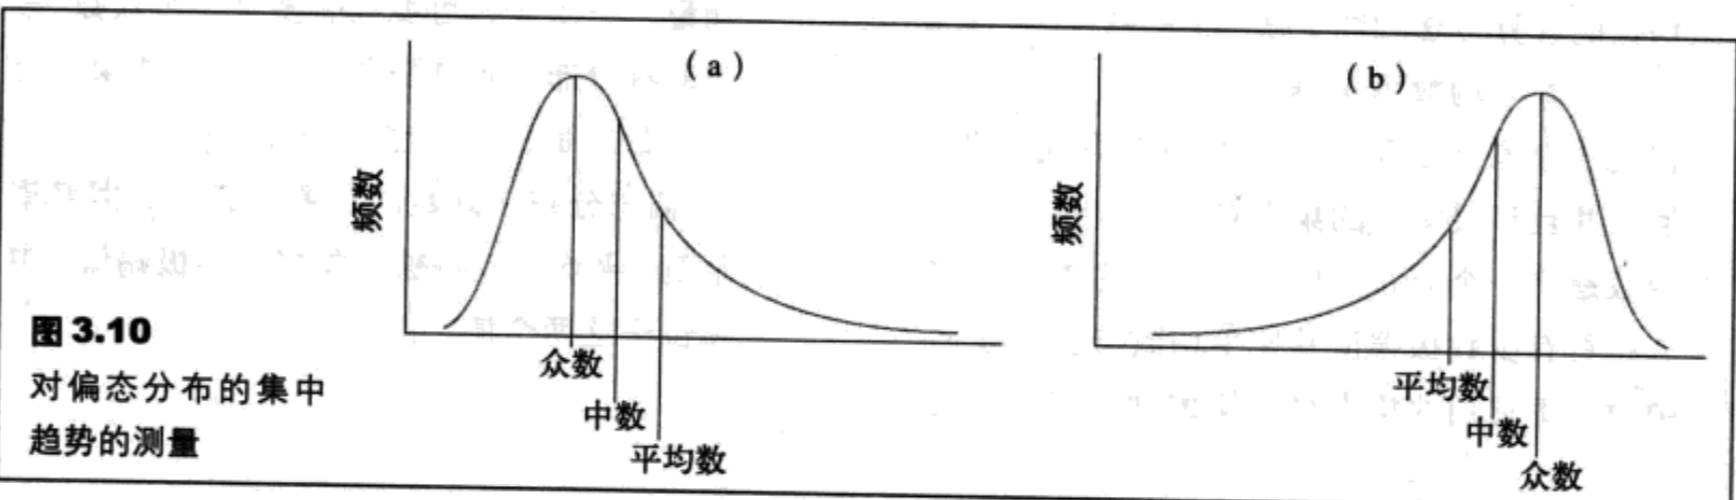 (a)
频数
众数
中数
平均数
(b)
频数
平均数
中数
众数
图 3.10
对偏态分布的集中
趋势的测量